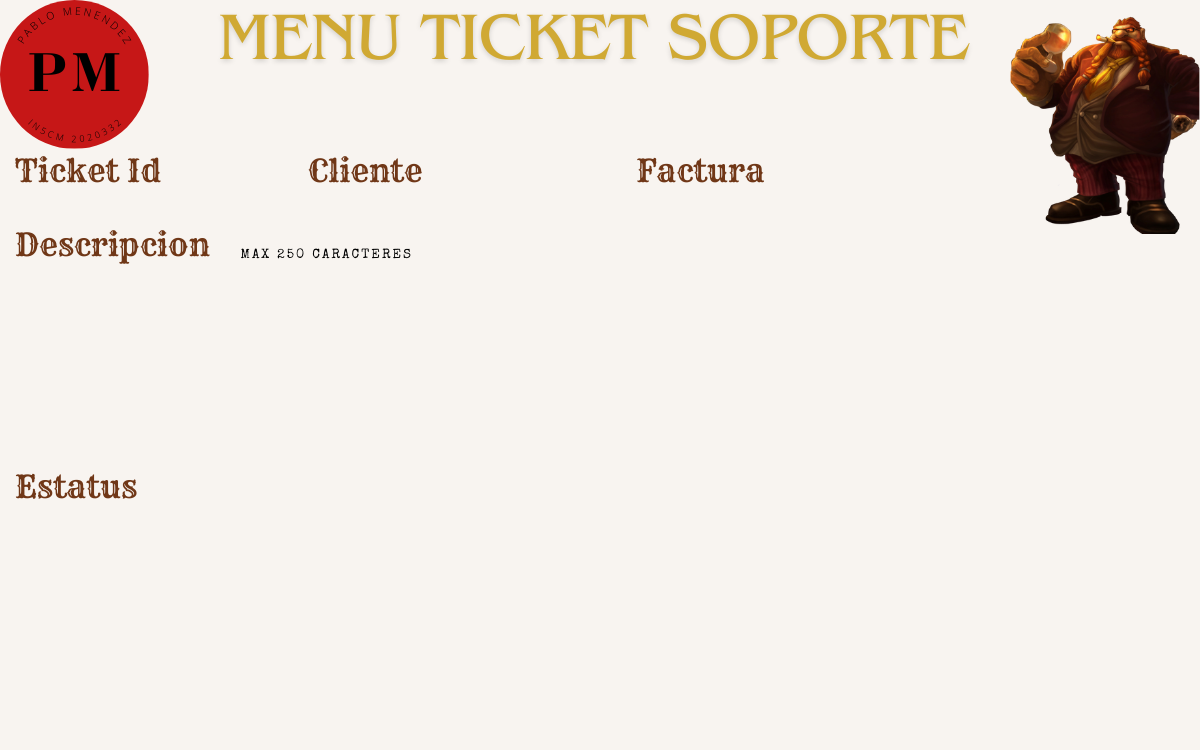 PABLO MENENDEZ
PM
IN5CM 2020332
MENU TICKET SOPORTE
Ticket Id
Cliente
Factura
Descripcion
MAX 250 CARACTERES
Estatus